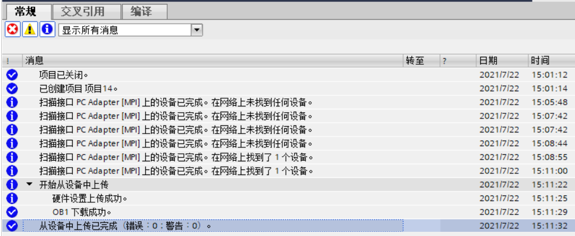 常规 交叉引用 编译
显示所有消息
! 消息 转至 ? 日期 时间
项目已关闭。 2021/7/22 15:01:12
已创建项目 项目14。 2021/7/22 15:01:14
扫描接口 PC Adapter [MPI] 上的设备已完成。在网络上未找到任何设备。 2021/7/22 15:05:48
扫描接口 PC Adapter [MPI] 上的设备已完成。在网络上未找到任何设备。 2021/7/22 15:07:42
扫描接口 PC Adapter [MPI] 上的设备已完成。在网络上未找到任何设备。 2021/7/22 15:07:42
扫描接口 PC Adapter [MPI] 上的设备已完成。在网络上未找到任何设备。 2021/7/22 15:08:44
扫描接口 PC Adapter [MPI] 上的设备已完成。在网络上找到了 1 个设备。 2021/7/22 15:08:55
扫描接口 PC Adapter [MPI] 上的设备已完成。在网络上找到了 1 个设备。 2021/7/22 15:11:00
开始从设备中上传 2021/7/22 15:11:22
硬件设置上传成功。 2021/7/22 15:11:25
OB1 下载成功。 2021/7/22 15:11:29
从设备中上传已完成（错误：0；警告：0）。 2021/7/22 15:11:32